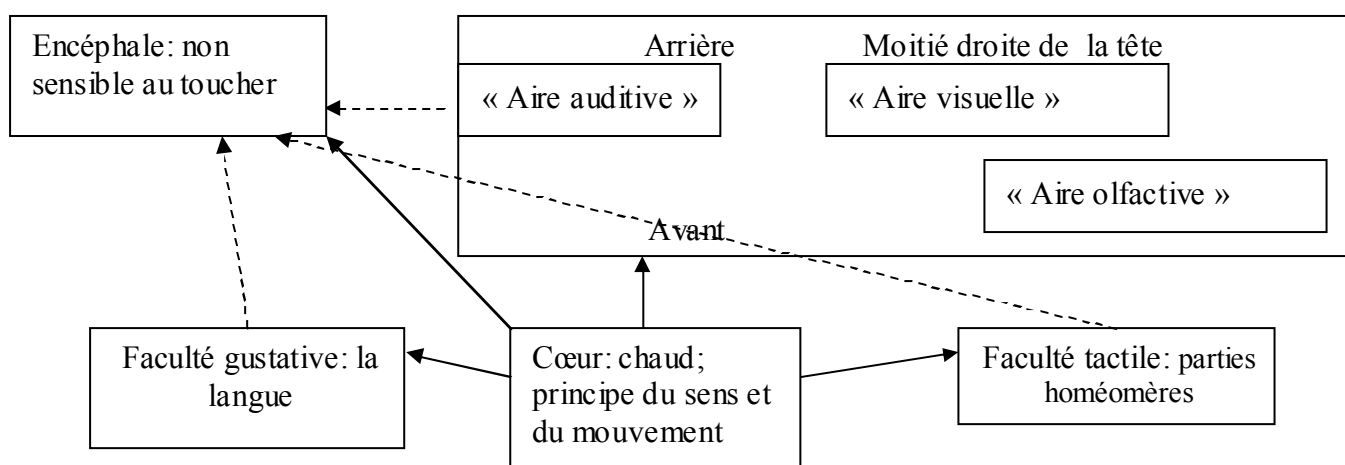 Encéphale: non
sensible au toucher
Arrière
Moitié droite de la tête
« Aire auditive »
« Aire visuelle »
« Aire olfactive »
Avant
Faculté gustative: la
langue
Cœur: chaud;
principe du sens et
du mouvement
Faculté tactile: parties
homéomères